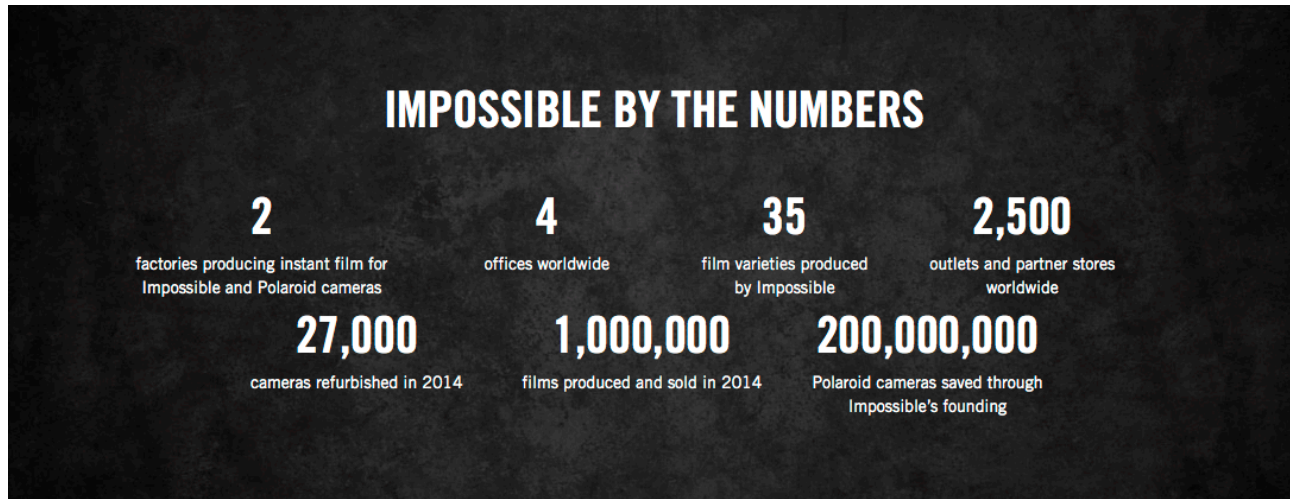 IMPOSSIBLE BY THE NUMBERS
2
factories producing instant film for
Impossible and Polaroid cameras
4
offices worldwide
35
film varieties produced
by Impossible
2,500
outlets and partner stores
worldwide
27,000
cameras refurbished in 2014
1,000,000
films produced and sold in 2014
200,000,000
Polaroid cameras saved through
Impossible's founding